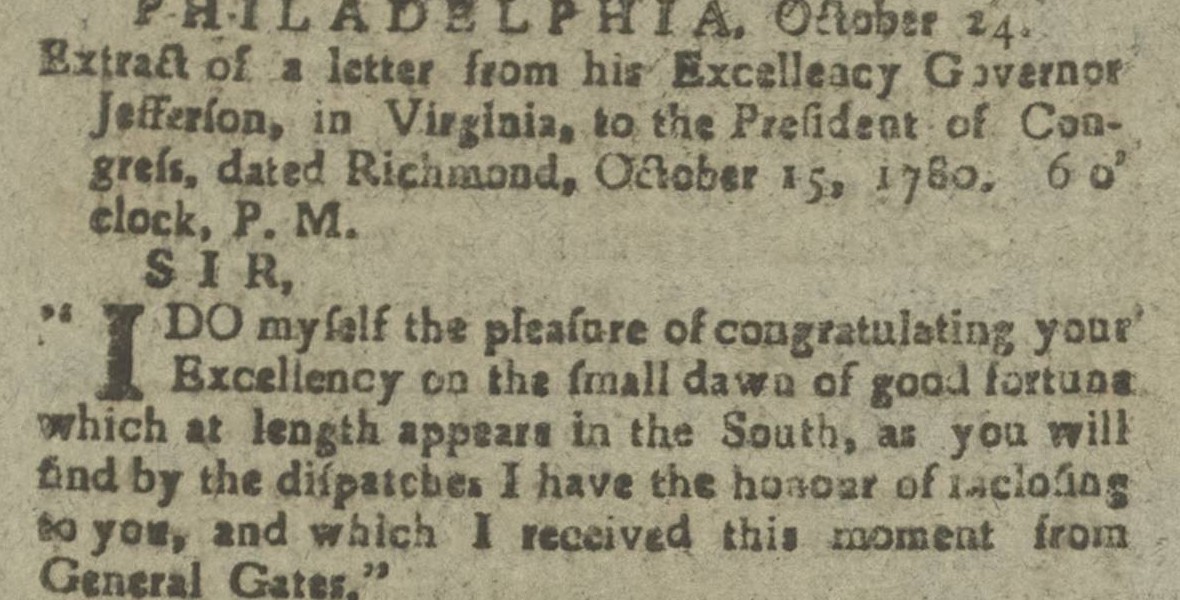 PHILADELPHIA, October 24.
Extract of a letter from his Excellency Governor
Jefferſon, in Virginia, to the Preſident of Con-
greſs, dated Richmond, October 15, 1780. 6 o'
clock, P. M.
SIR,
"I DO myſelf the pleaſure of congratulating your
Excellency on the ſmall dawn of good fortune
which at length appears in the South, as you will
find by the diſpatches I have the honour of incloſing
to you, and which I received this moment from
General Gates."